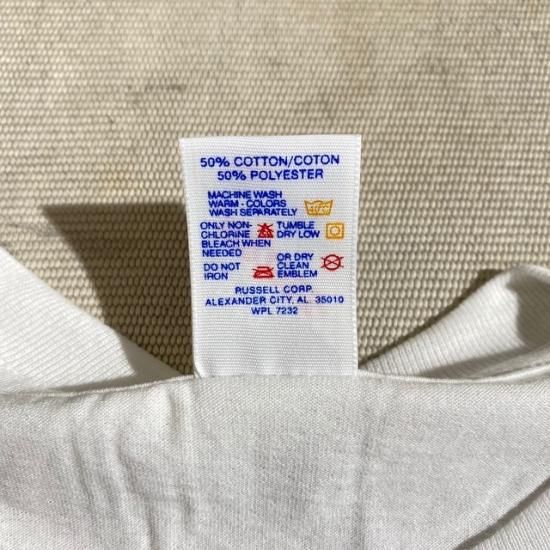 50% COTTON/COTON
50% POLYESTER
MACHINE WASH
WARM - COLORS
WASH SEPARATELY
ONLY NON-
CHLORINE
BLEACH WHEN
NEEDED
TUMBLE
DRY LOW
DO NOT
IRON
OR DRY
CLEAN
EMBLEM
RUSSELL CORP.
ALEXANDER CITY, AL 35010
WPL 7232